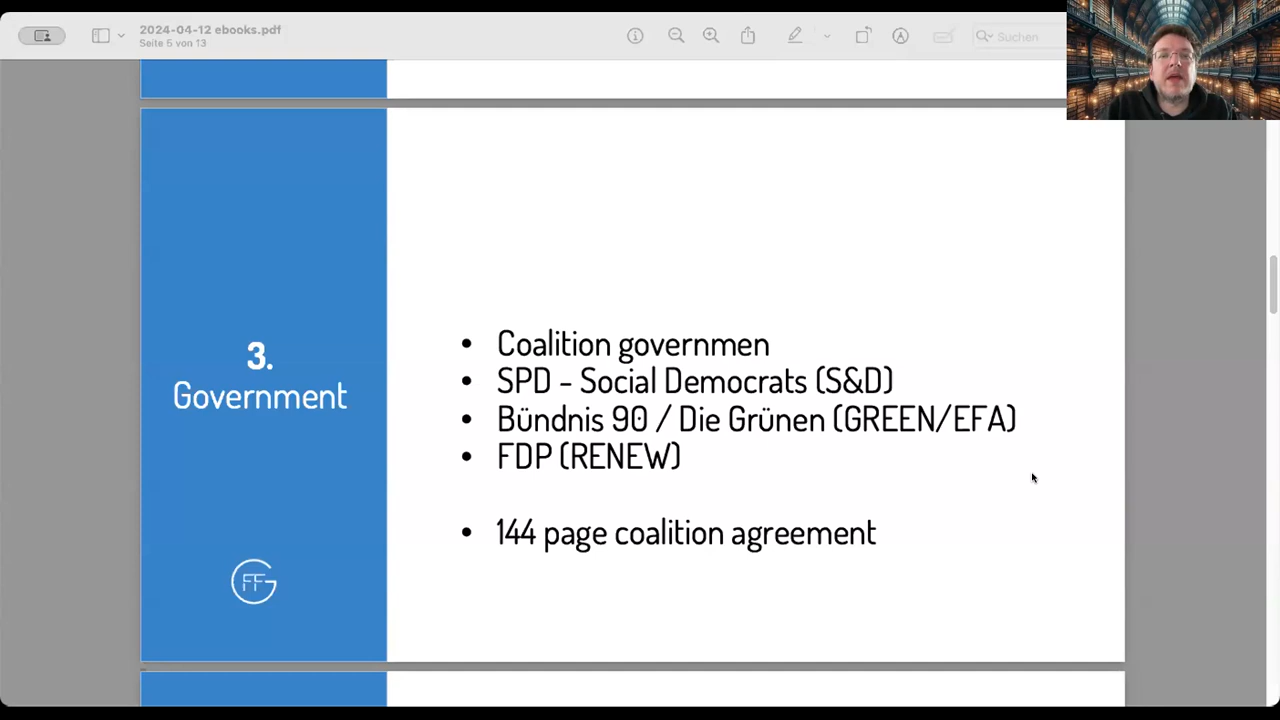 2024-04-12 ebooks.pdf
Seite 5 von 13
Suchen
3.
Government
• Coalition governmen
• SPD - Social Democrats (S&D)
• Bündnis 90 / Die Grünen (GREEN/EFA)
• FDP (RENEW)
• 144 page coalition agreement
GFF